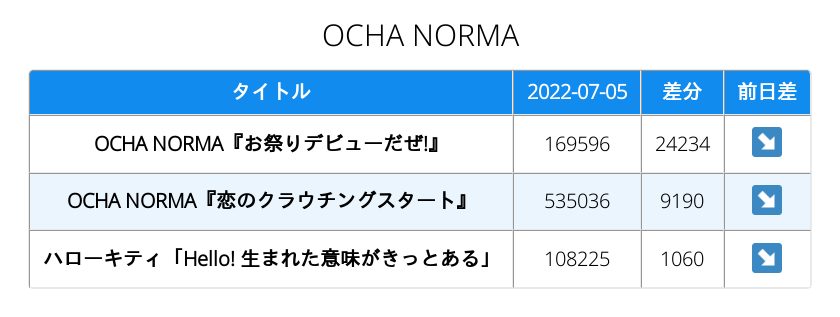 OCHA NORMA
タイトル 2022-07-05 差分 前日差
OCHA NORMA『お祭りデビューだぜ!』 169596 24234 ↘
OCHA NORMA『恋のクラウチングスタート』 535036 9190 ↘
ハローキティ「Hello! 生まれた意味がきっとある」 108225 1060 ↘